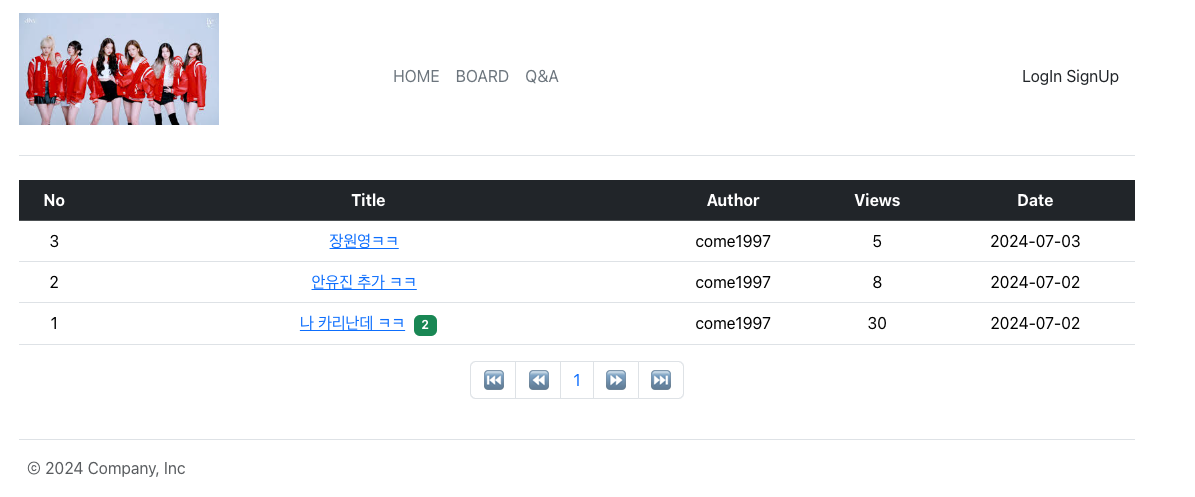 HOME BOARD Q&A LogIn SignUp
No Title Author Views Date
3 장원영ㅋㅋ come1997 5 2024-07-03
2 안유진 추가 ㅋㅋ come1997 8 2024-07-02
1 나 카리난데 ㅋㅋ 2 come1997 30 2024-07-02
⏮️ ⏪ 1 ⏩ ⏭️
© 2024 Company, Inc